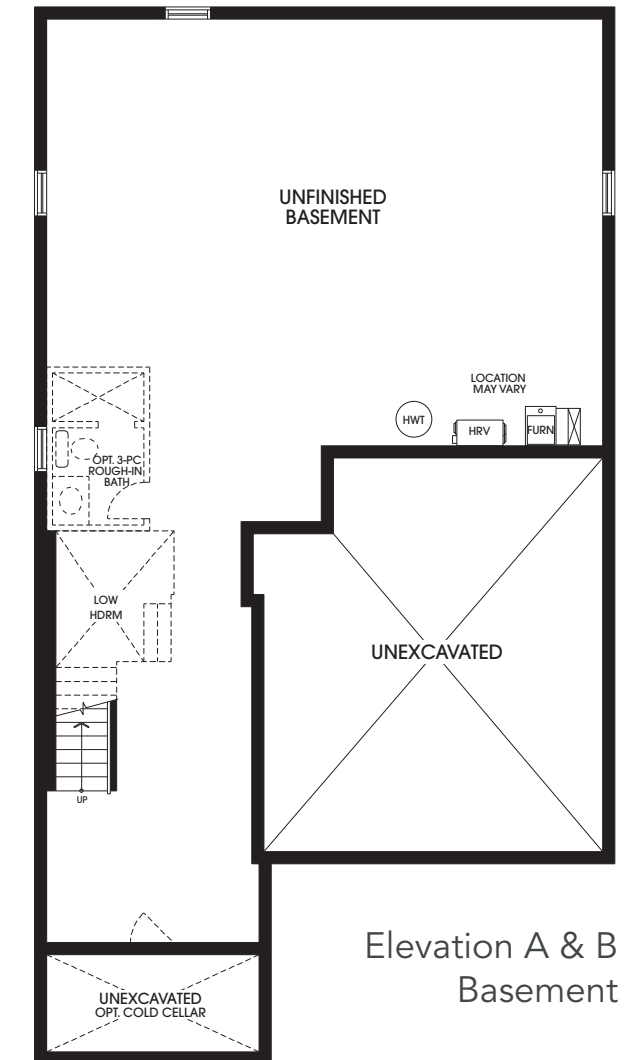 UNFINISHED
BASEMENT
LOCATION
MAY VARY
HWT
HRV
FURN
OPT. 3-PC
ROUGH-IN
BATH
LOW
HDRM
UNEXCAVATED
UP
Elevation A & B
Basement
UNEXCAVATED
OPT. COLD CELLAR